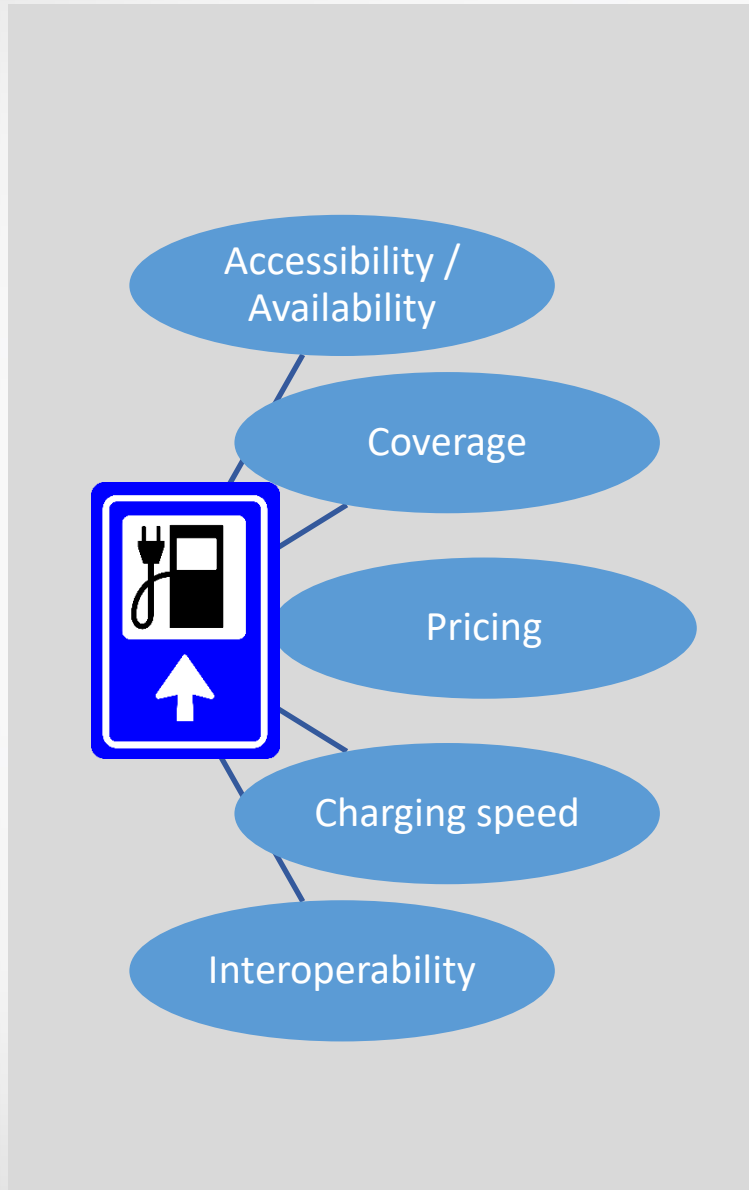 Accessibility /
Availability
Coverage
Pricing
Charging speed
Interoperability